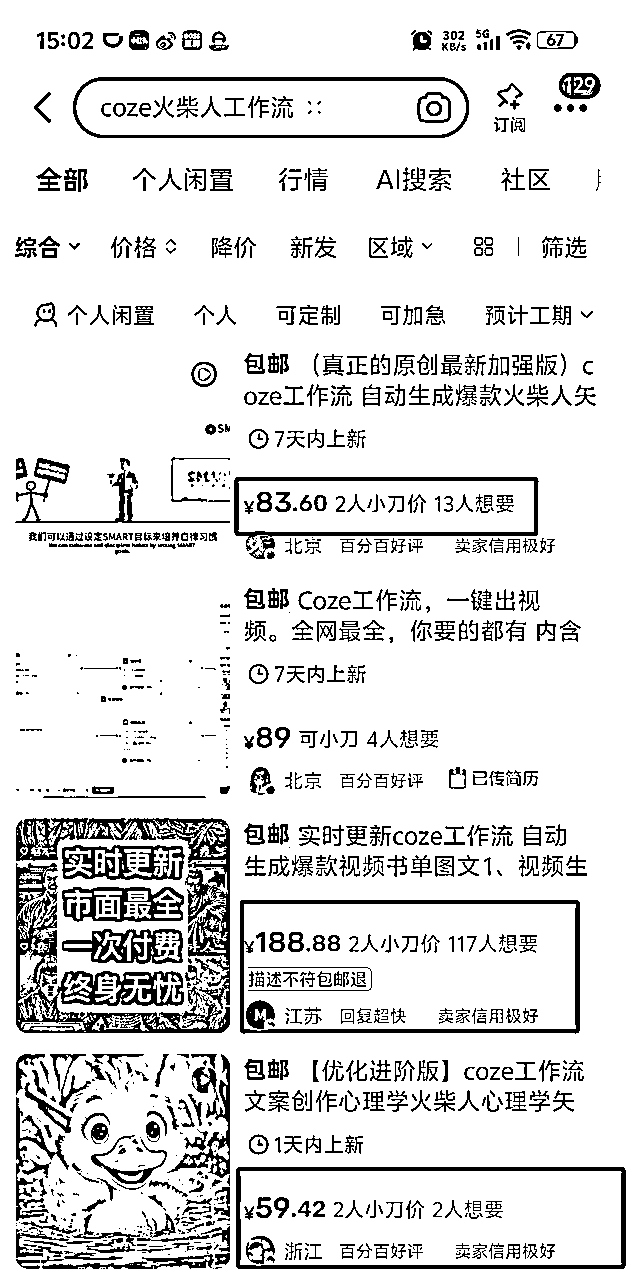 15:02
302 KB/s 5G 67
coze火柴人工作流 ::
订阅
129
全部 个人闲置 行情 AI搜索 社区
综合 价格 降价 新发 区域 筛选
个人闲置 个人 可定制 可加急 预计工期
包邮 （真正的原创最新加强版）c
oze工作流 自动生成爆款火柴人矢
7天内上新
¥83.60 2人小刀价 13人想要
北京 百分百好评 卖家信用极好
我们可以通过设定SMART目标来培养自律习惯
包邮 Coze工作流，一键出视
频。全网最全，你要的都有 内含
7天内上新
¥89 可小刀 4人想要
北京 百分百好评 已传简历
实时更新
市面最全
一次付费
终身无忧
包邮 实时更新coze工作流 自动
生成爆款视频书单图文1、视频生
¥188.88 2人小刀价 117人想要
描述不符包邮退
M 江苏 回复超快 卖家信用极好
包邮 【优化进阶版】coze工作流
文案创作心理学火柴人心理学矢
1天内上新
¥59.42 2人小刀价 2人想要
浙江 百分百好评 卖家信用极好